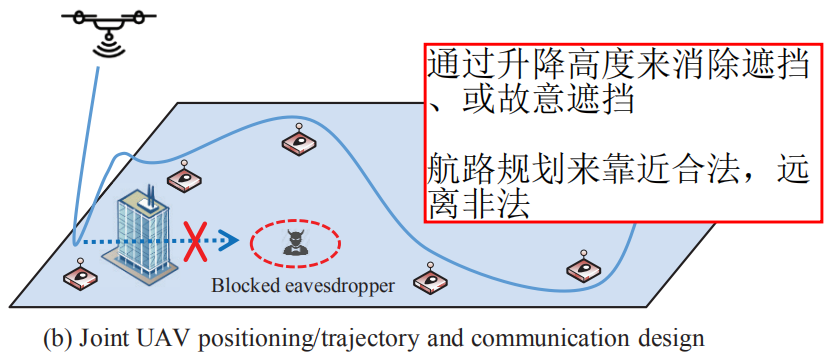 通过升降高度来消除遮挡
、或故意遮挡
航路规划来靠近合法，远
离非法
Blocked eavesdropper
(b) Joint UAV positioning/trajectory and communication design